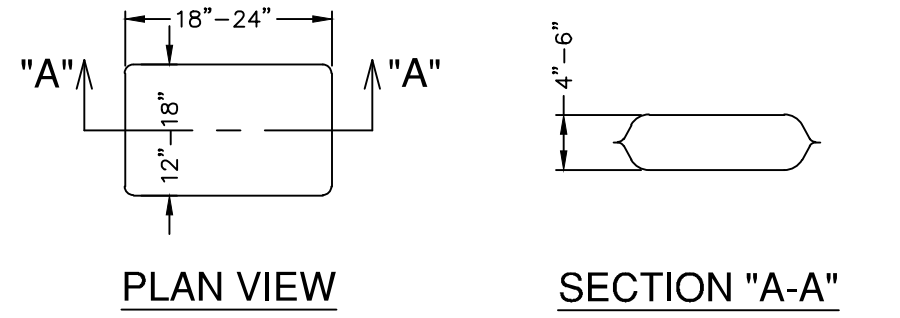 18”-24”
"A"
"A"
12”-18”
4”-6”
PLAN VIEW
SECTION "A-A"